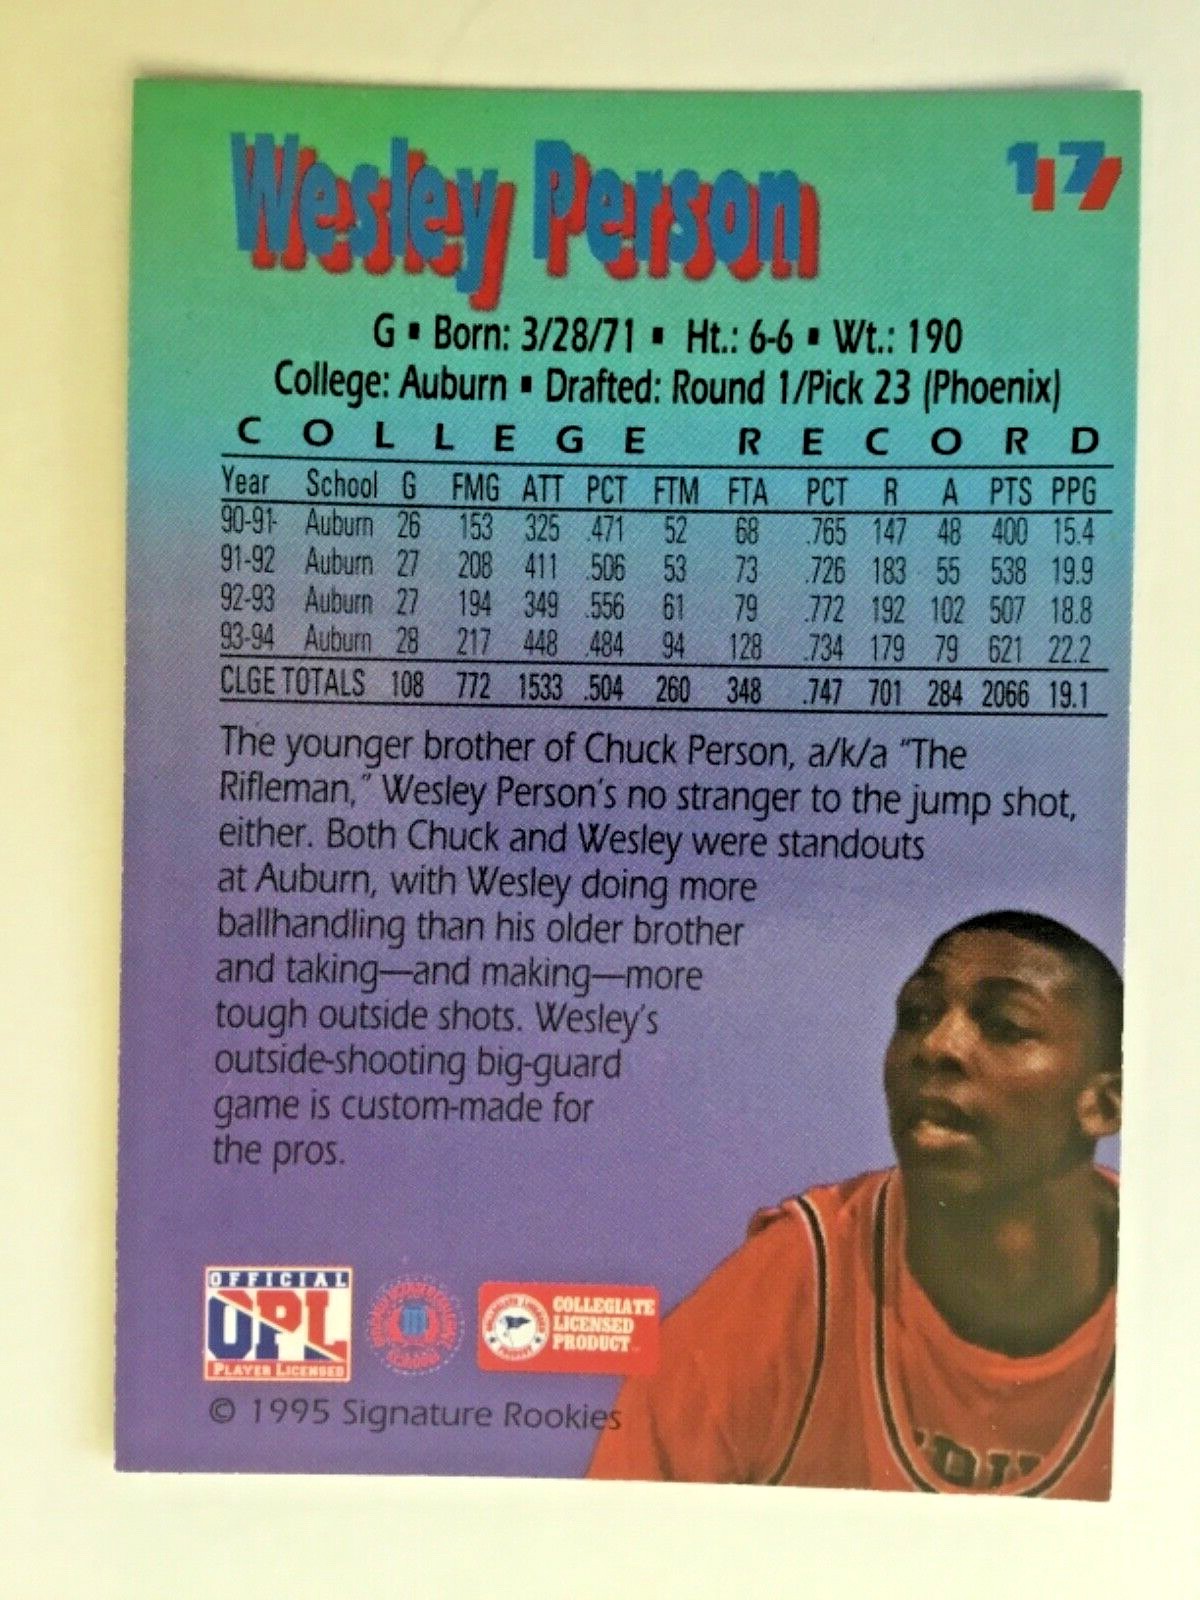 Wesley Person 17
G ▪ Born: 3/28/71 ▪ Ht.: 6-6 ▪ Wt.: 190
College: Auburn ▪ Drafted: Round 1/Pick 23 (Phoenix)
COLLEGE RECORD
Year School G FMG ATT PCT FTM FTA PCT R A PTS PPG
90-91- Auburn 26 153 325 .471 52 68 .765 147 48 400 15.4
91-92 Auburn 27 208 411 .506 53 73 .726 183 55 538 19.9
92-93 Auburn 27 194 349 .556 61 79 .772 192 102 507 18.8
93-94 Auburn 28 217 448 .484 94 128 .734 179 79 621 22.2
CLGE TOTALS 108 772 1533 .504 260 348 .747 701 284 2066 19.1
The younger brother of Chuck Person, a/k/a "The
Rifleman," Wesley Person's no stranger to the jump shot,
either. Both Chuck and Wesley were standouts
at Auburn, with Wesley doing more
ballhandling than his older brother
and taking—and making—more
tough outside shots. Wesley's
outside-shooting big-guard
game is custom-made for
the pros.
OFFICIAL
OPL
PLAYER LICENSED
COLLEGIATE
LICENSED
PRODUCT
© 1995 Signature Rookies